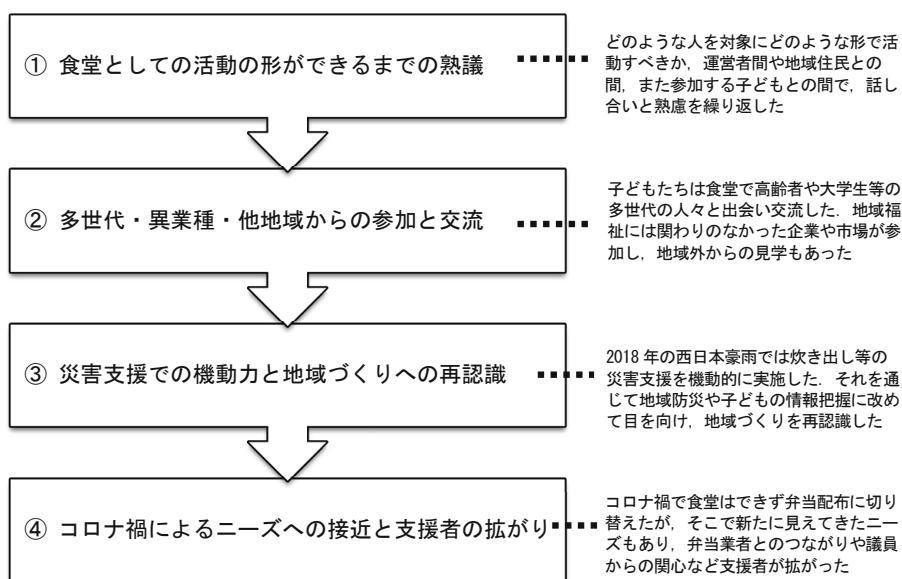 ① 食堂としての活動の形ができるまでの熟議
どのような人を対象にどのような形で活
動すべきか，運営者間や地域住民との
間，また参加する子どもとの間で，話し
合いと熟慮を繰り返した
② 多世代・異業種・他地域からの参加と交流
子どもたちは食堂で高齢者や大学生等の
多世代の人々と出会い交流した．地域福
祉には関わりのなかった企業や市場が参
加し，地域外からの見学もあった
③ 災害支援での機動力と地域づくりへの再認識
2018 年の西日本豪雨では炊き出し等の
災害支援を機動的に実施した．それを通
じて地域防災や子どもの情報把握に改め
て目を向け，地域づくりを再認識した
④ コロナ禍によるニーズへの接近と支援者の拡がり
コロナ禍で食堂はできず弁当配布に切り
替えたが，そこで新たに見えてきたニー
ズもあり，弁当業者とのつながりや議員
からの関心など支援者が拡がった